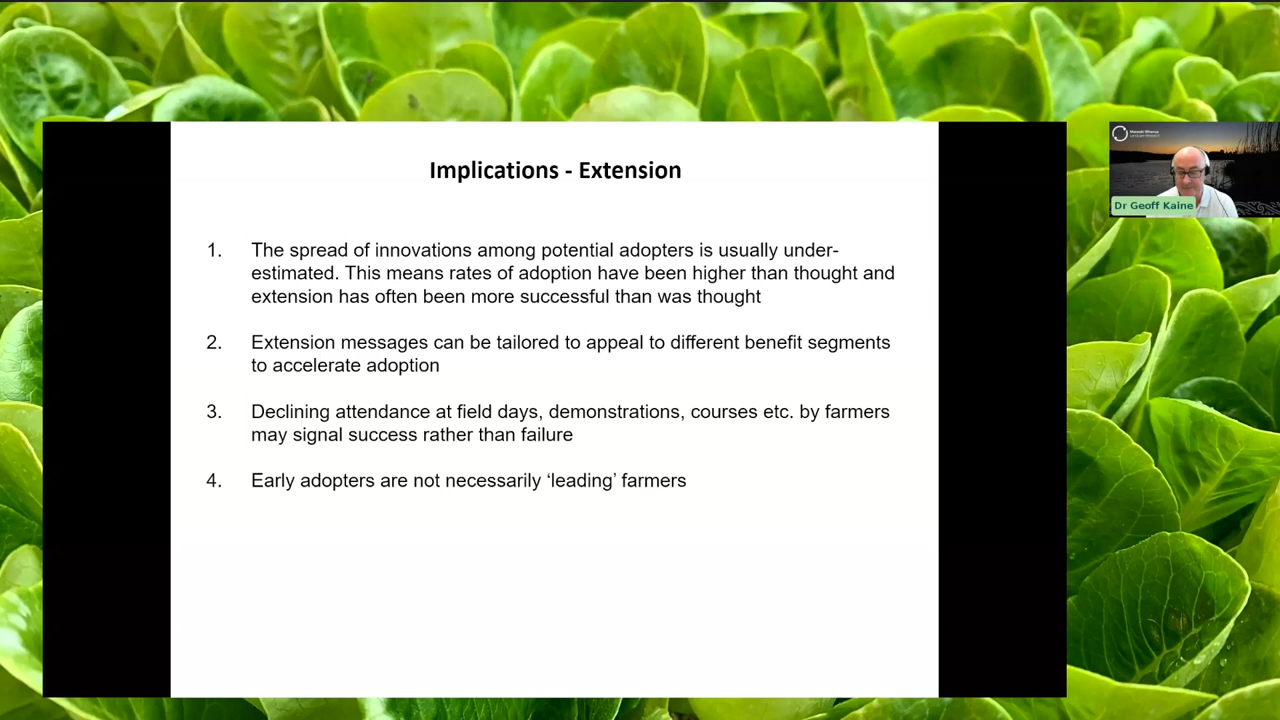 Implications - Extension
1. The spread of innovations among potential adopters is usually under-
estimated. This means rates of adoption have been higher than thought and
extension has often been more successful than was thought
2. Extension messages can be tailored to appeal to different benefit segments
to accelerate adoption
3. Declining attendance at field days, demonstrations, courses etc. by farmers
may signal success rather than failure
4. Early adopters are not necessarily ‘leading’ farmers
Dr Geoff Kaine